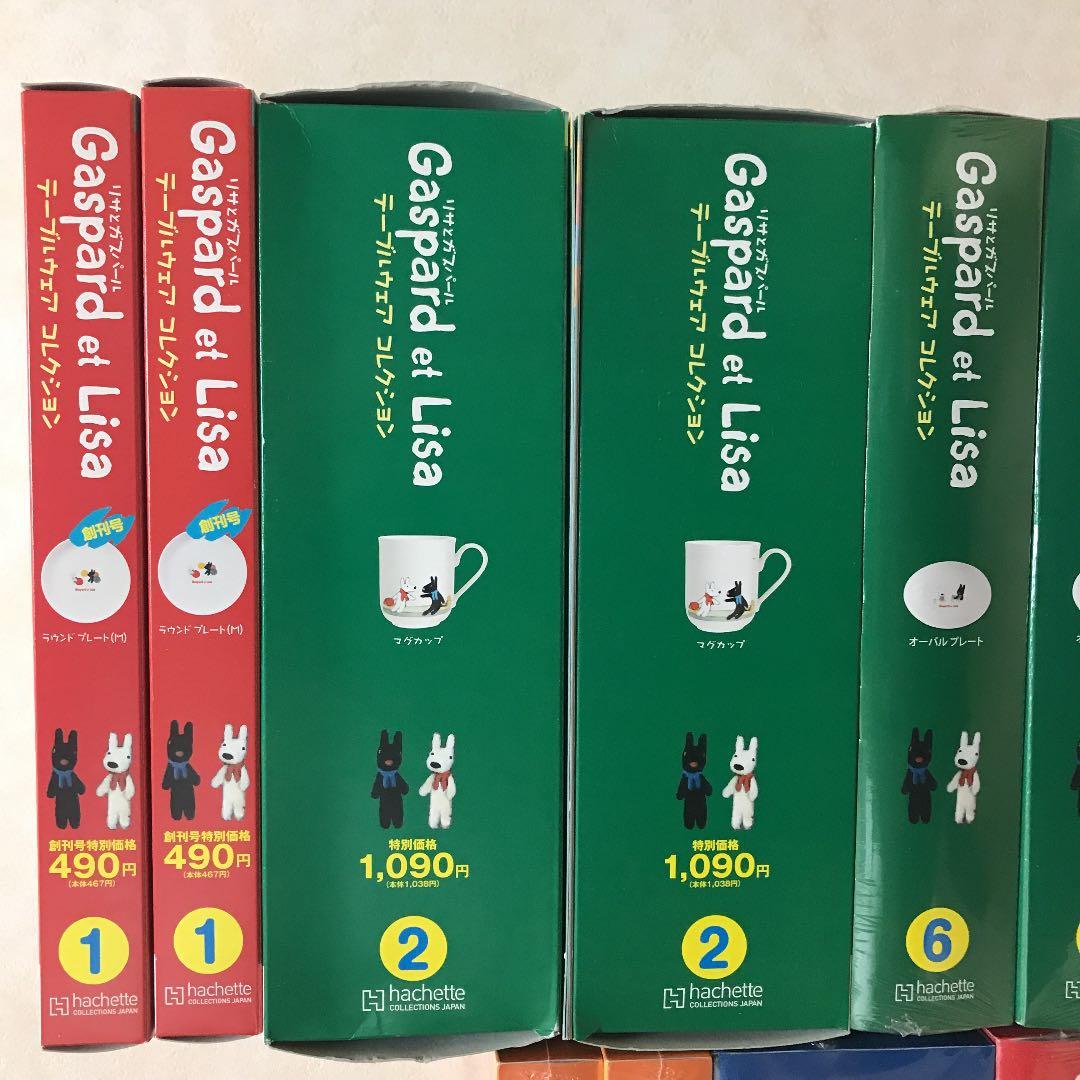 リサとガスパール
Gaspard et Lisa
テーブルウェア コレクション
創刊号
ラウンド プレート(M)
創刊号特別価格
490円
(本体467円)
1
hachette
COLLECTIONS JAPAN
リサとガスパール
Gaspard et Lisa
テーブルウェア コレクション
創刊号
ラウンド プレート(M)
創刊号特別価格
490円
(本体467円)
1
hachette
COLLECTIONS JAPAN
リサとガスパール
Gaspard et Lisa
テーブルウェア コレクション
マグカップ
特別価格
1,090円
(本体1,038円)
2
hachette
COLLECTIONS JAPAN
リサとガスパール
Gaspard et Lisa
テーブルウェア コレクション
マグカップ
特別価格
1,090円
(本体1,038円)
2
hachette
COLLECTIONS JAPAN
リサとガスパール
Gaspard et Lisa
テーブルウェア コレクション
オーバル プレート
6
hachette
COLLECTIONS JAPAN